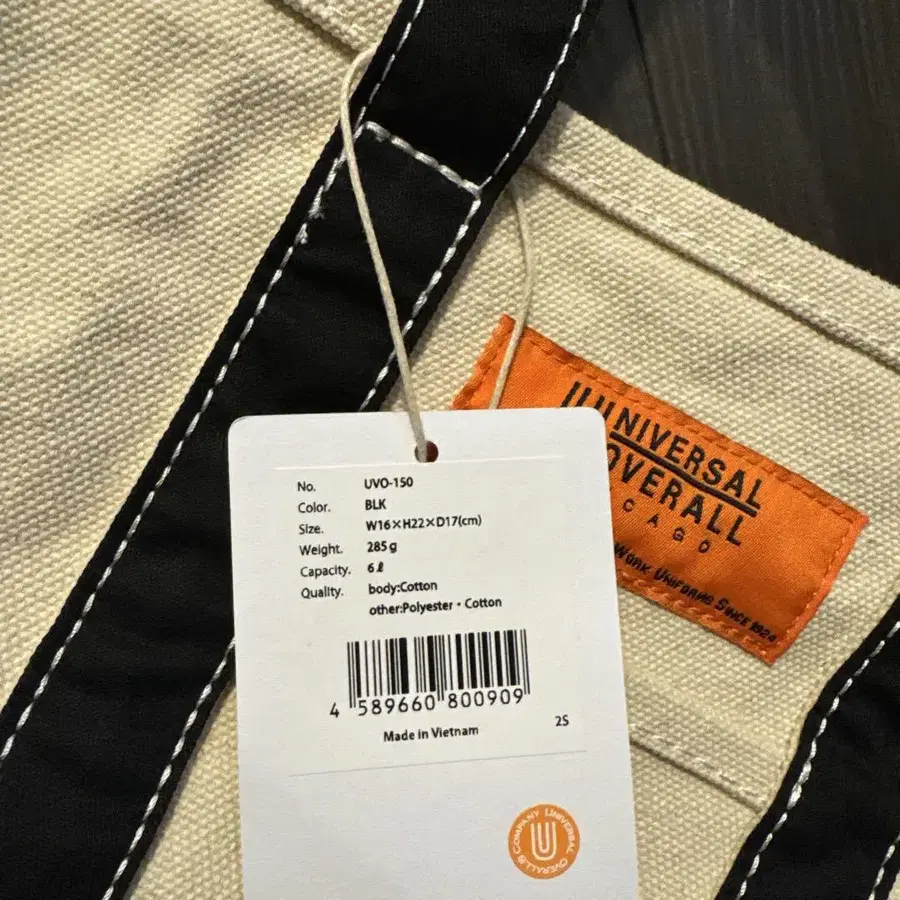 UNIVERSAL
OVERALL
CAGO
WORK UNIFORMS SINCE 1924
No. UVO-150
Color. BLK
Size. W16×H22×D17(cm)
Weight. 285g
Capacity. 6ℓ
Quality. body:Cotton
other:Polyester・Cotton
4 589660 800909
Made in Vietnam 2S
UNIVERSAL OVERALL & COMPANY
U